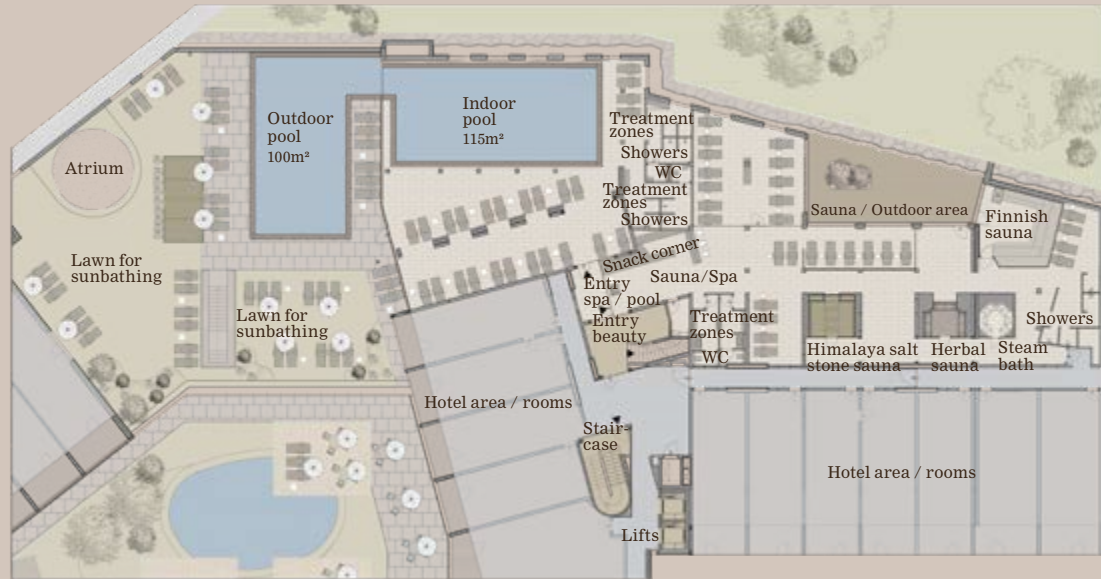 Outdoor
pool
100m²
Indoor
pool
115m²
Treatment
zones
Showers
WC
Treatment
zones
Showers
Atrium
Sauna / Outdoor area
Finnish
sauna
Lawn for
sunbathing
Snack corner
Sauna/Spa
Entry
spa / pool
Lawn for
sunbathing
Entry
beauty
Treatment
zones
WC
Showers
Himalaya salt
stone sauna
Herbal
sauna
Steam
bath
Hotel area / rooms
Stair-
case
Hotel area / rooms
Lifts